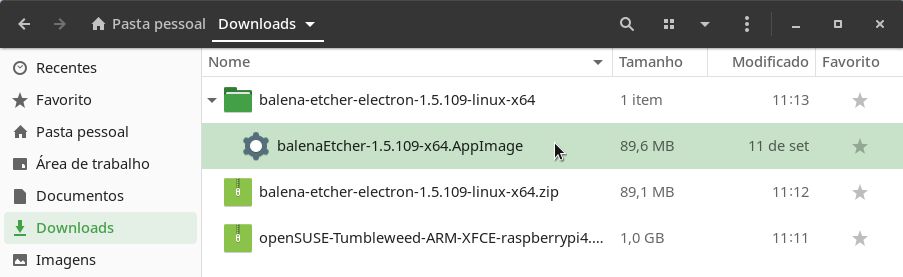 Pasta pessoal Downloads
Recentes
Favorito
Pasta pessoal
Área de trabalho
Documentos
Downloads
Imagens
Nome Tamanho Modificado Favorito
balena-etcher-electron-1.5.109-linux-x64 1 item 11:13
balenaEtcher-1.5.109-x64.AppImage 89,6 MB 11 de set
balena-etcher-electron-1.5.109-linux-x64.zip 89,1 MB 11:12
openSUSE-Tumbleweed-ARM-XFCE-raspberrypi4.... 1,0 GB 11:11